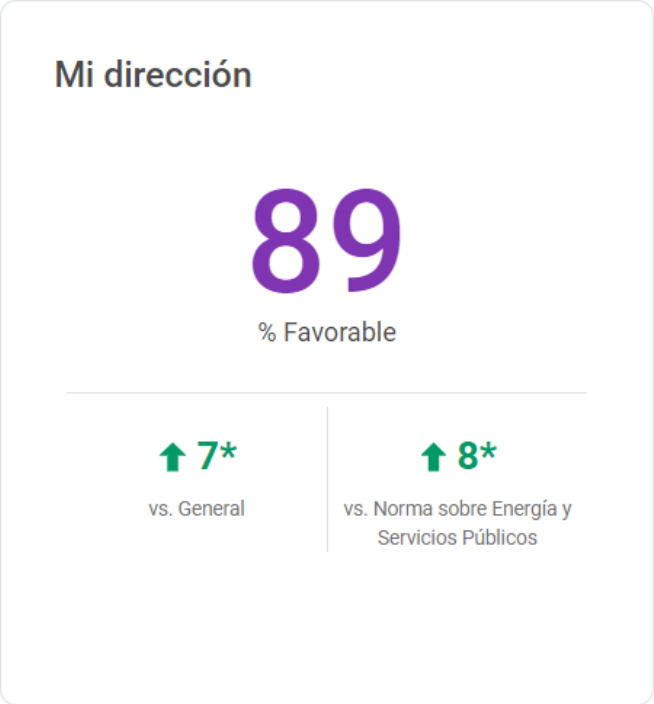 Mi dirección
89
% Favorable
7*
vs. General
8*
vs. Norma sobre Energía y
Servicios Públicos